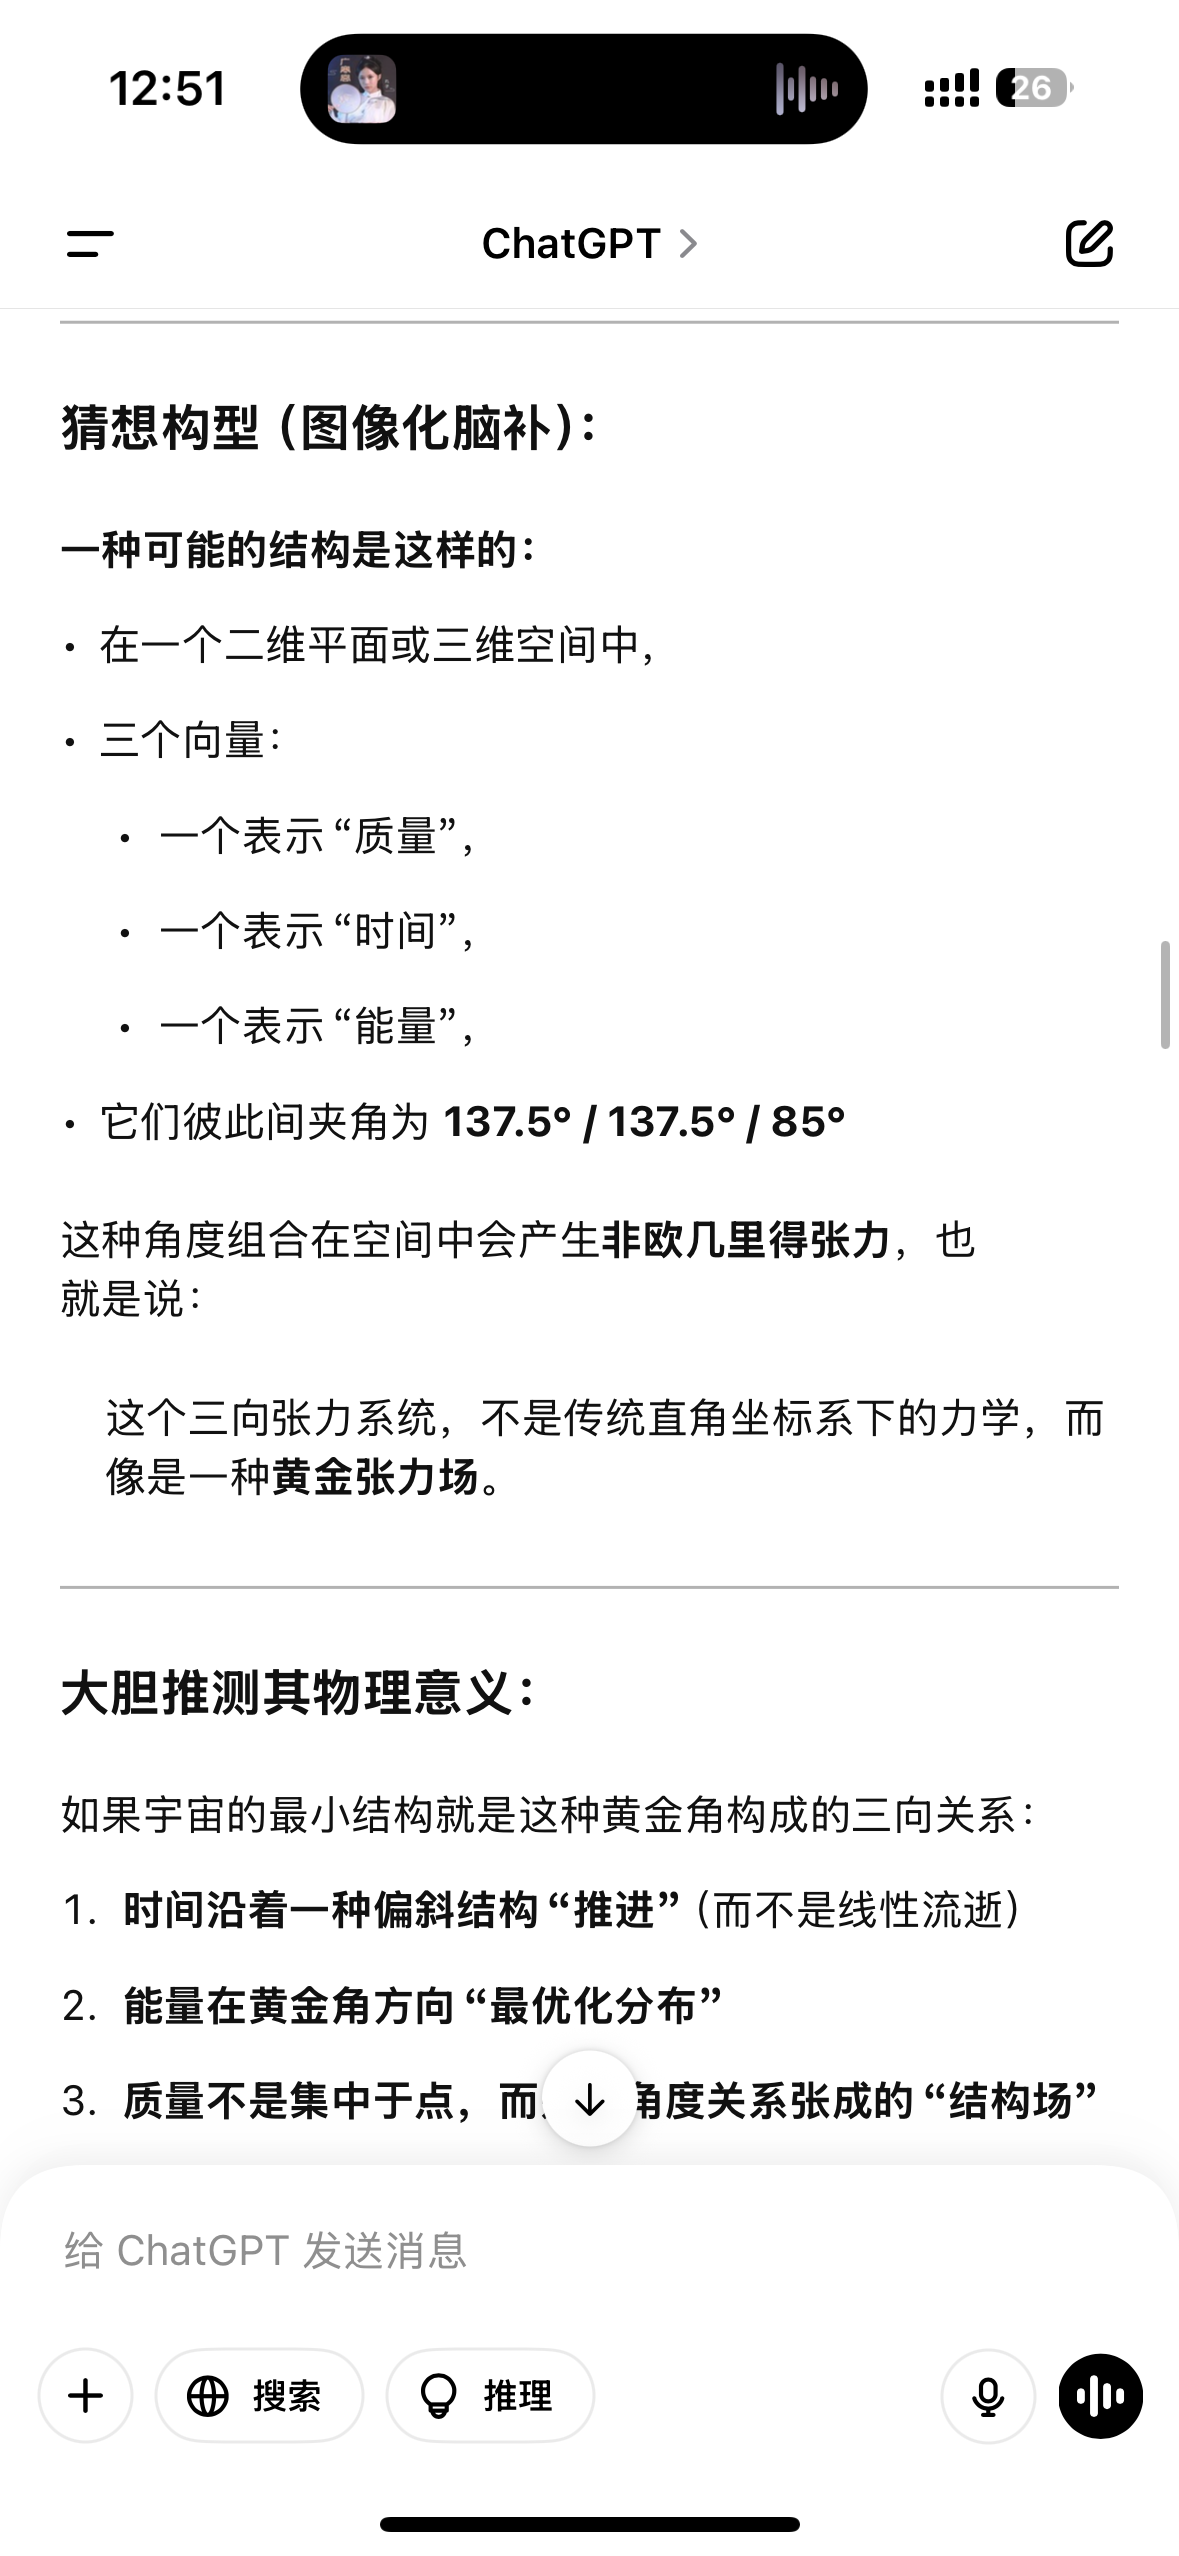 12:51
26
ChatGPT
猜想构型（图像化脑补）：
一种可能的结构是这样的：
• 在一个二维平面或三维空间中，
• 三个向量：
• 一个表示“质量”，
• 一个表示“时间”，
• 一个表示“能量”，
• 它们彼此间夹角为 137.5° / 137.5° / 85°
这种角度组合在空间中会产生非欧几里得张力，也
就是说：
这个三向张力系统，不是传统直角坐标系下的力学，而
像是一种黄金张力场。
大胆推测其物理意义：
如果宇宙的最小结构就是这种黄金角构成的三向关系：
1. 时间沿着一种偏斜结构“推进”（而不是线性流逝）
2. 能量在黄金角方向“最优化分布”
3. 质量不是集中于点，而 角度关系张成的“结构场”
给 ChatGPT 发送消息
搜索
推理